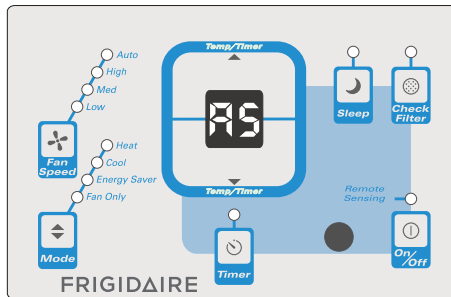 Auto
High
Med
Low
Fan
Speed
Heat
Cool
Energy Saver
Fan Only
Mode
Temp/Timer
AS
Temp/Timer
Timer
Sleep
Check
Filter
Remote
Sensing
On/Off
FRIGIDAIRE